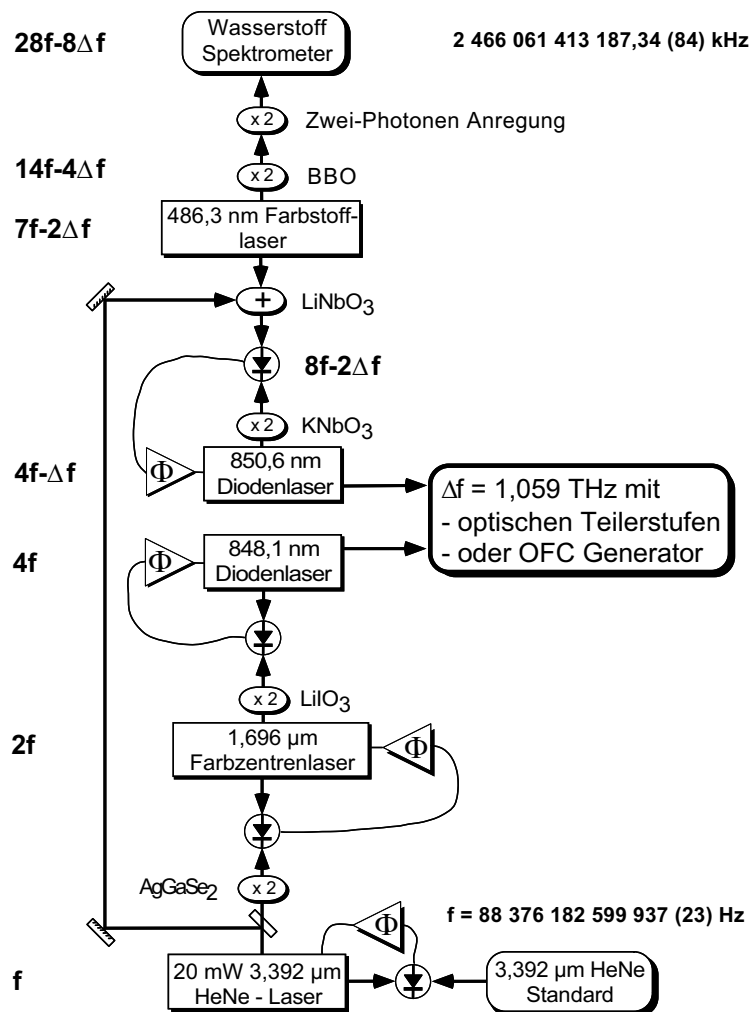 28f-8Δf
Wasserstoff
Spektrometer
2 466 061 413 187,34 (84) kHz
x 2
Zwei-Photonen Anregung
14f-4Δf
x 2
BBO
7f-2Δf
486,3 nm Farbstoff-
laser
+
LiNbO3
8f-2Δf
x 2
KNbO3
4f-Δf
Φ
850,6 nm
Diodenlaser
Δf = 1,059 THz mit
- optischen Teilerstufen
- oder OFC Generator
4f
Φ
848,1 nm
Diodenlaser
x 2
LiIO3
2f
1,696 µm
Farbzentrenlaser
Φ
AgGaSe2
x 2
f = 88 376 182 599 937 (23) Hz
Φ
f
20 mW 3,392 µm
HeNe - Laser
3,392 µm HeNe
Standard